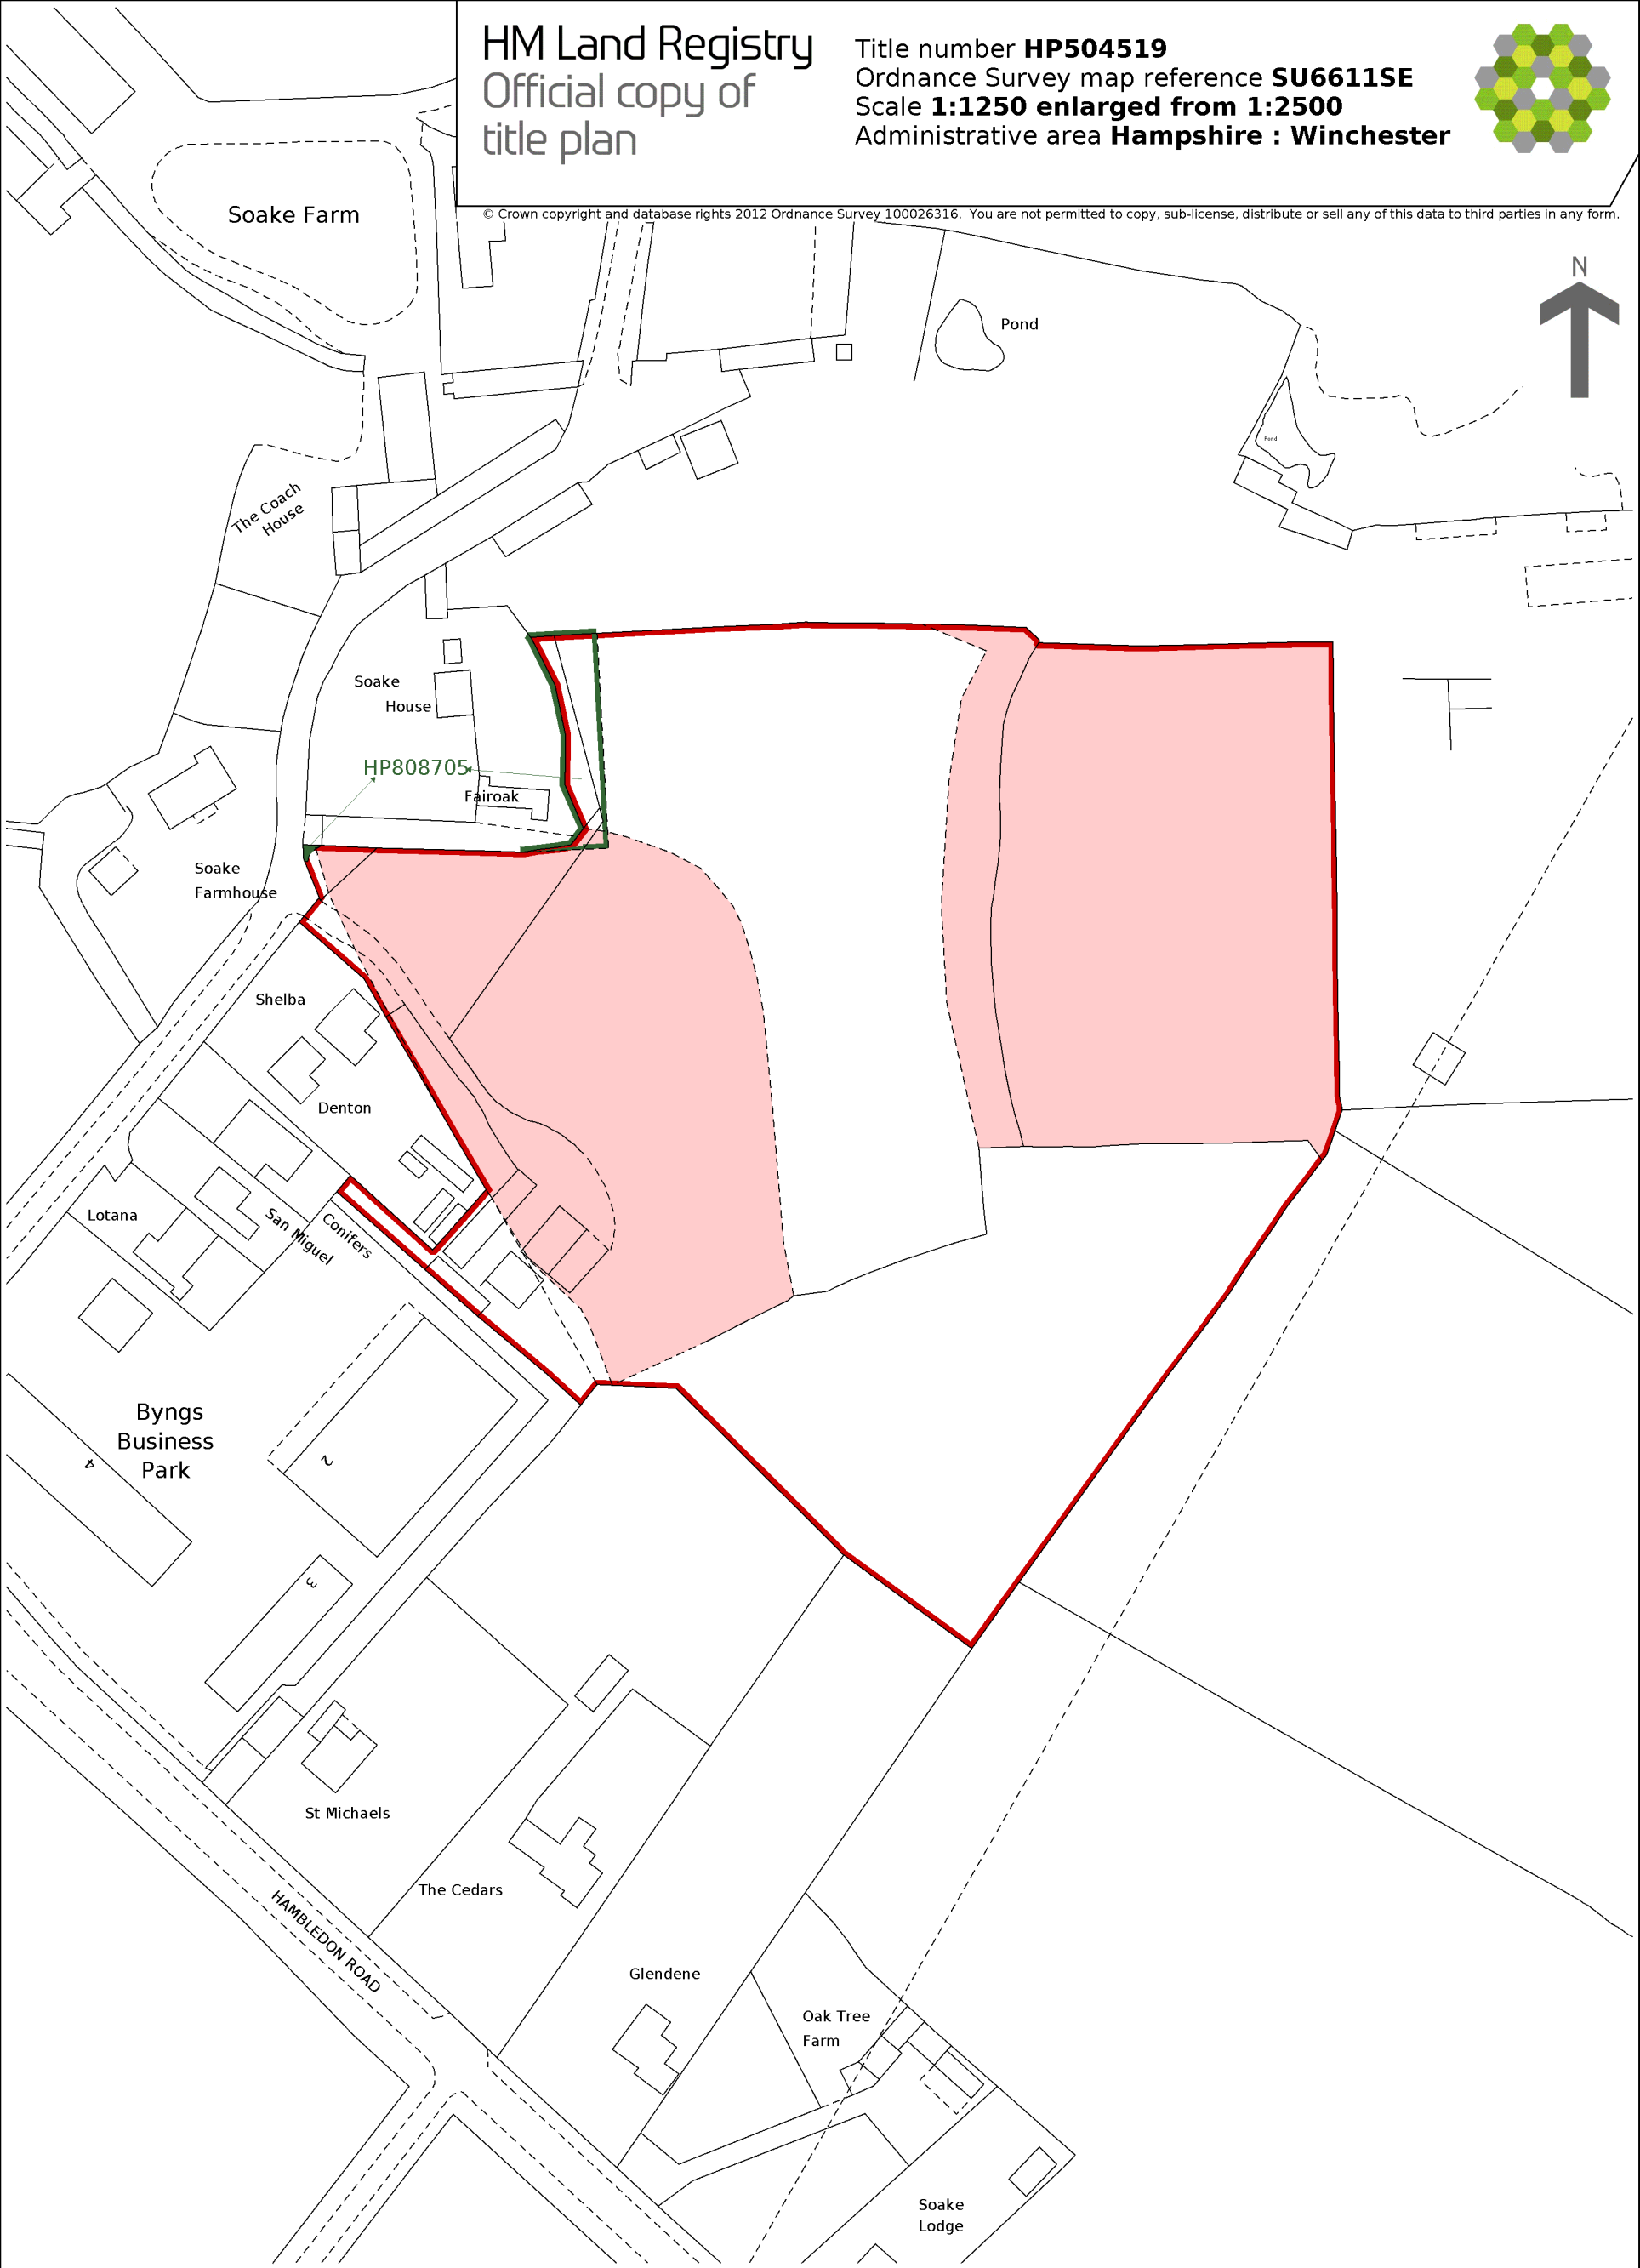 HM Land Registry
Official copy of
title plan
Title number HP504519
Ordnance Survey map reference SU6611SE
Scale 1:1250 enlarged from 1:2500
Administrative area Hampshire : Winchester
© Crown copyright and database rights 2012 Ordnance Survey 100026316. You are not permitted to copy, sub-license, distribute or sell any of this data to third parties in any form.
N
Soake Farm
Pond
Pond
The Coach
House
Soake
House
HP808705
Fairoak
Soake
Farmhouse
Shelba
Denton
Lotana
San Miguel
Conifers
Byngs
Business
Park
4
2
3
St Michaels
The Cedars
HAMBLEDON ROAD
Glendene
Oak Tree
Farm
Soake
Lodge